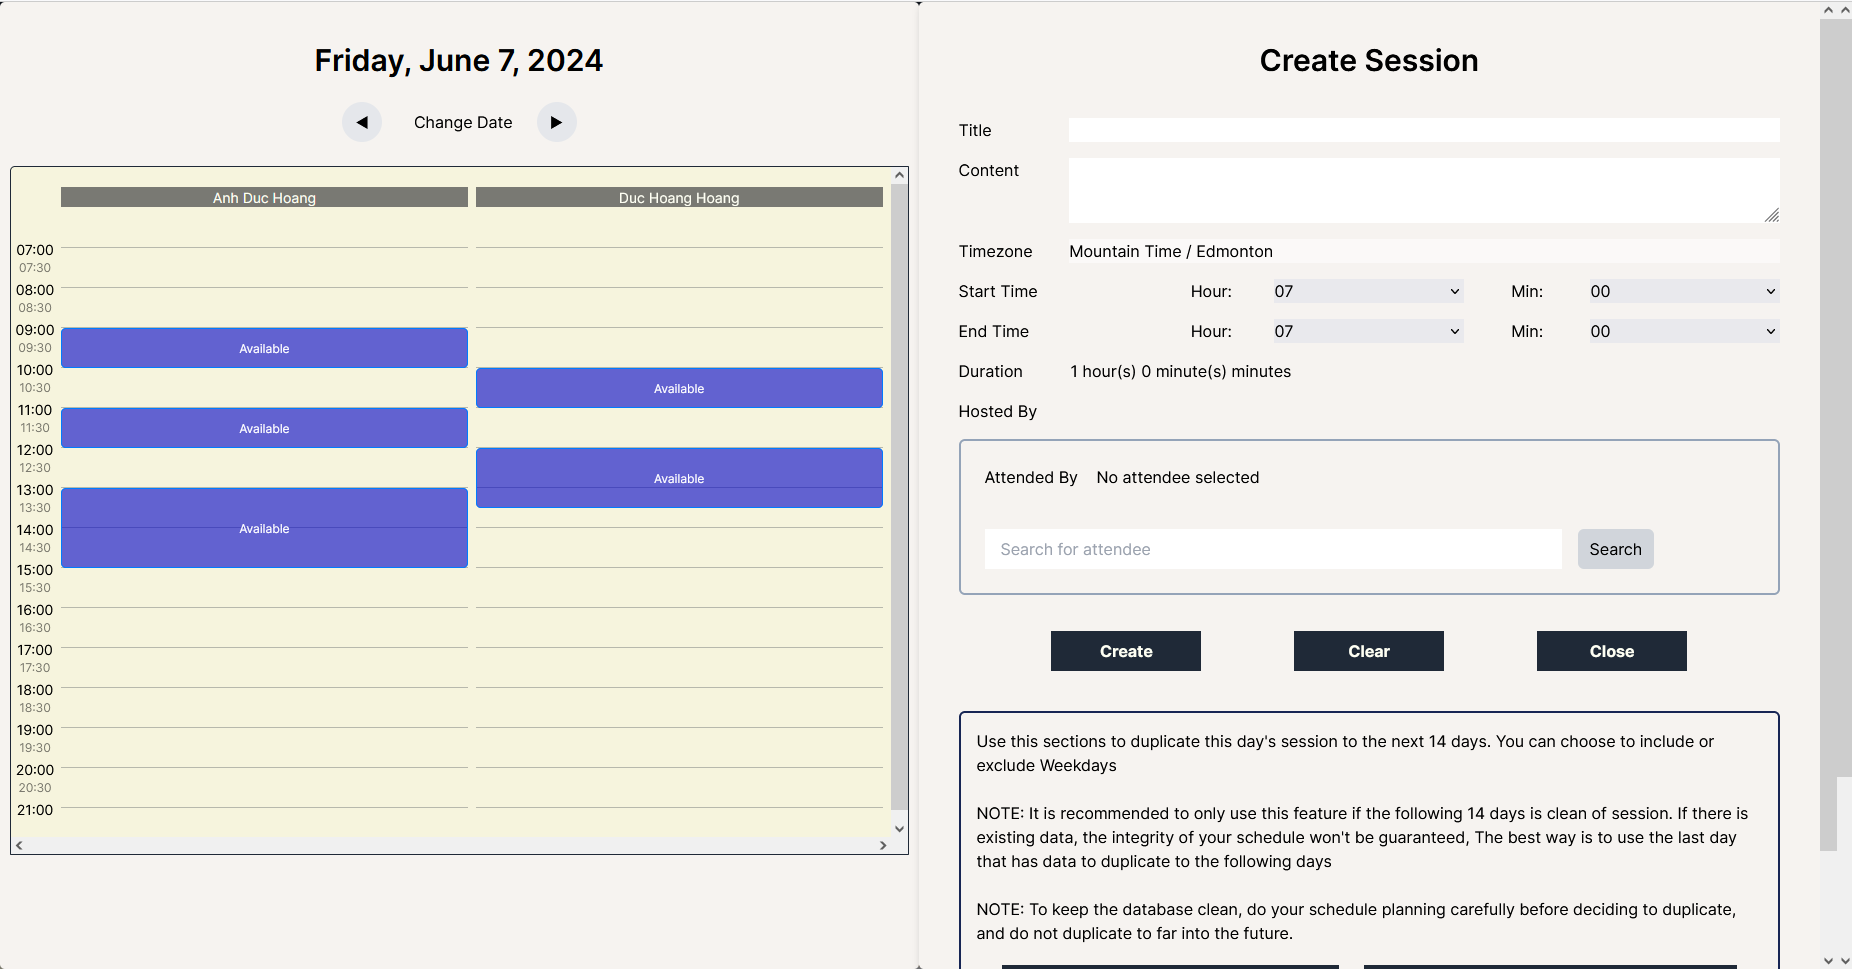 Friday, June 7, 2024
Change Date
Anh Duc Hoang
Duc Hoang Hoang
07:00
07:30
08:00
08:30
09:00
09:30
10:00
10:30
11:00
11:30
12:00
12:30
13:00
13:30
14:00
14:30
15:00
15:30
16:00
16:30
17:00
17:30
18:00
18:30
19:00
19:30
20:00
20:30
21:00
Available
Available
Available
Available
Available
Create Session
Title
Content
Timezone Mountain Time / Edmonton
Start Time Hour: 07 Min: 00
End Time Hour: 07 Min: 00
Duration 1 hour(s) 0 minute(s) minutes
Hosted By
Attended By No attendee selected
Search for attendee Search
Create Clear Close
Use this sections to duplicate this day's session to the next 14 days. You can choose to include or
exclude Weekdays
NOTE: It is recommended to only use this feature if the following 14 days is clean of session. If there is
existing data, the integrity of your schedule won't be guaranteed, The best way is to use the last day
that has data to duplicate to the following days
NOTE: To keep the database clean, do your schedule planning carefully before deciding to duplicate,
and do not duplicate to far into the future.